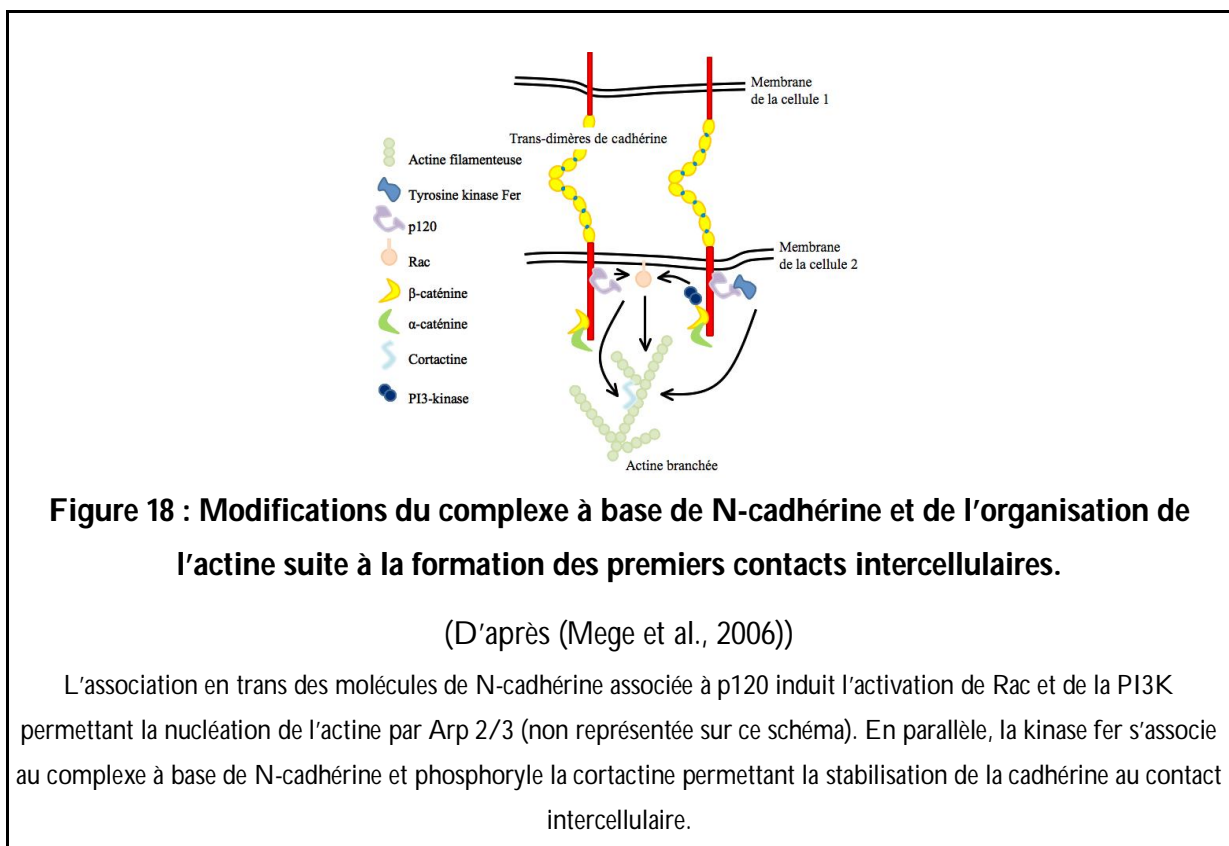 Membrane
de la cellule 1
Trans-dimères de cadhérine
Actine filamenteuse
Tyrosine kinase Fer
p120
Rac
β-caténine
α-caténine
Cortactine
PI3-kinase
Membrane
de la cellule 2
Actine branchée
Figure 18 : Modifications du complexe à base de N-cadhérine et de l'organisation de
l'actine suite à la formation des premiers contacts intercellulaires.
(D'après (Mege et al., 2006))
L'association en trans des molécules de N-cadhérine associée à p120 induit l'activation de Rac et de la PI3K
permettant la nucléation de l'actine par Arp 2/3 (non représentée sur ce schéma). En parallèle, la kinase fer s'associe
au complexe à base de N-cadhérine et phosphoryle la cortactine permettant la stabilisation de la cadhérine au contact
intercellulaire.